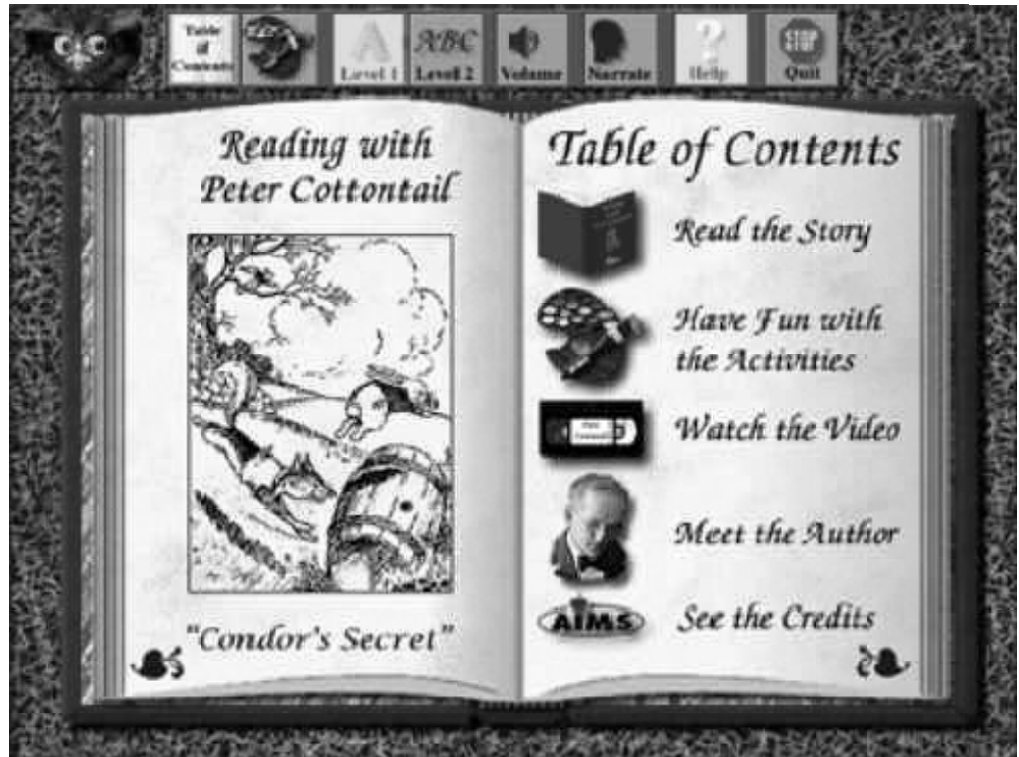 Table
of
Contents
A
Level 1
ABC
Level 2
Volume
Narrate
?
Help
STOP
Quit
Reading with
Peter Cottontail
"Condor's Secret"
Table of Contents
Read the Story
Have Fun with
the Activities
Watch the Video
Meet the Author
AIMS
See the Credits